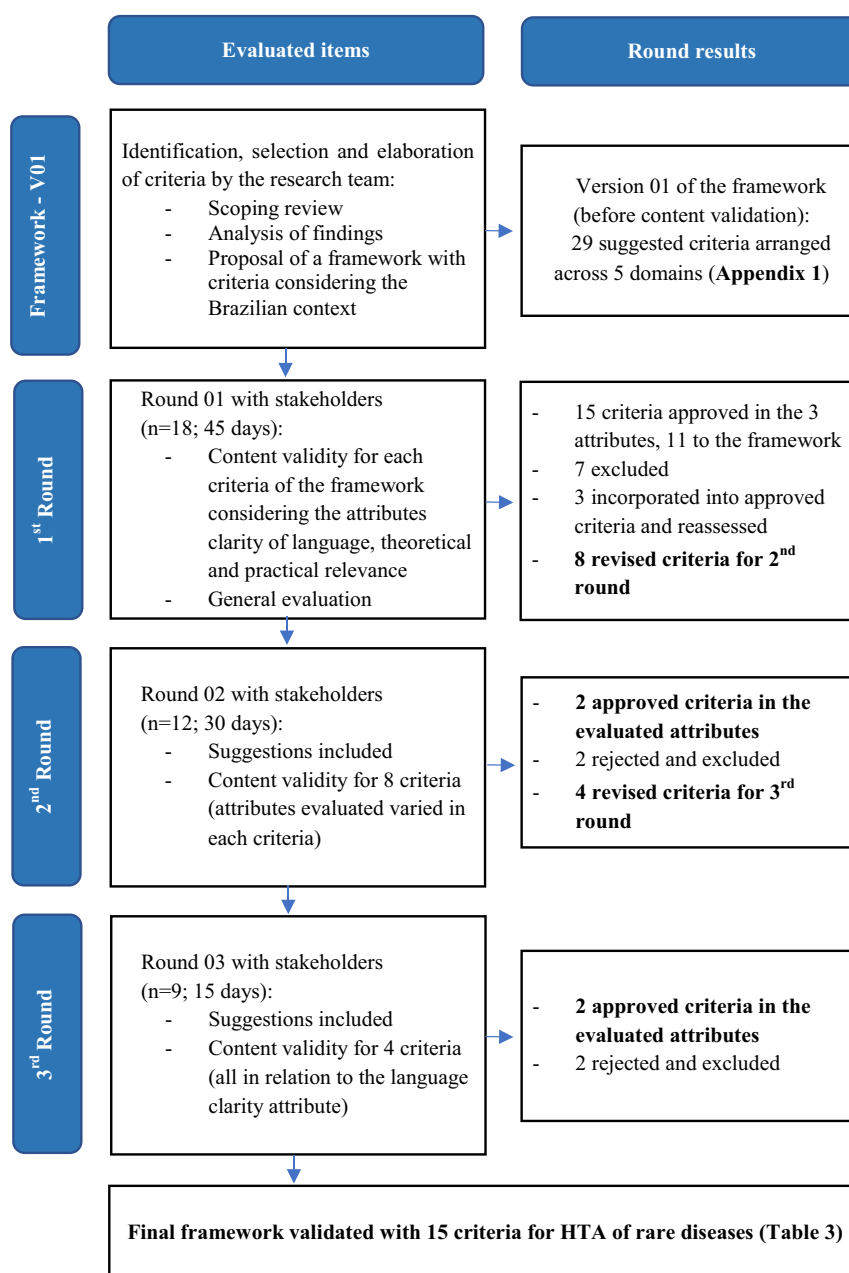 Evaluated items
Round results
Framework - V01
Identification, selection and elaboration
of criteria by the research team:
- Scoping review
- Analysis of findings
- Proposal of a framework with
criteria considering the
Brazilian context
Version 01 of the framework
(before content validation):
29 suggested criteria arranged
across 5 domains (Appendix 1)
1st Round
Round 01 with stakeholders
(n=18; 45 days):
- Content validity for each
criteria of the framework
considering the attributes
clarity of language, theoretical
and practical relevance
- General evaluation
- 15 criteria approved in the 3
attributes, 11 to the framework
- 7 excluded
- 3 incorporated into approved
criteria and reassessed
- 8 revised criteria for 2nd
round
2nd Round
Round 02 with stakeholders
(n=12; 30 days):
- Suggestions included
- Content validity for 8 criteria
(attributes evaluated varied in
each criteria)
- 2 approved criteria in the
evaluated attributes
- 2 rejected and excluded
- 4 revised criteria for 3rd
round
3rd Round
Round 03 with stakeholders
(n=9; 15 days):
- Suggestions included
- Content validity for 4 criteria
(all in relation to the language
clarity attribute)
- 2 approved criteria in the
evaluated attributes
- 2 rejected and excluded
Final framework validated with 15 criteria for HTA of rare diseases (Table 3)